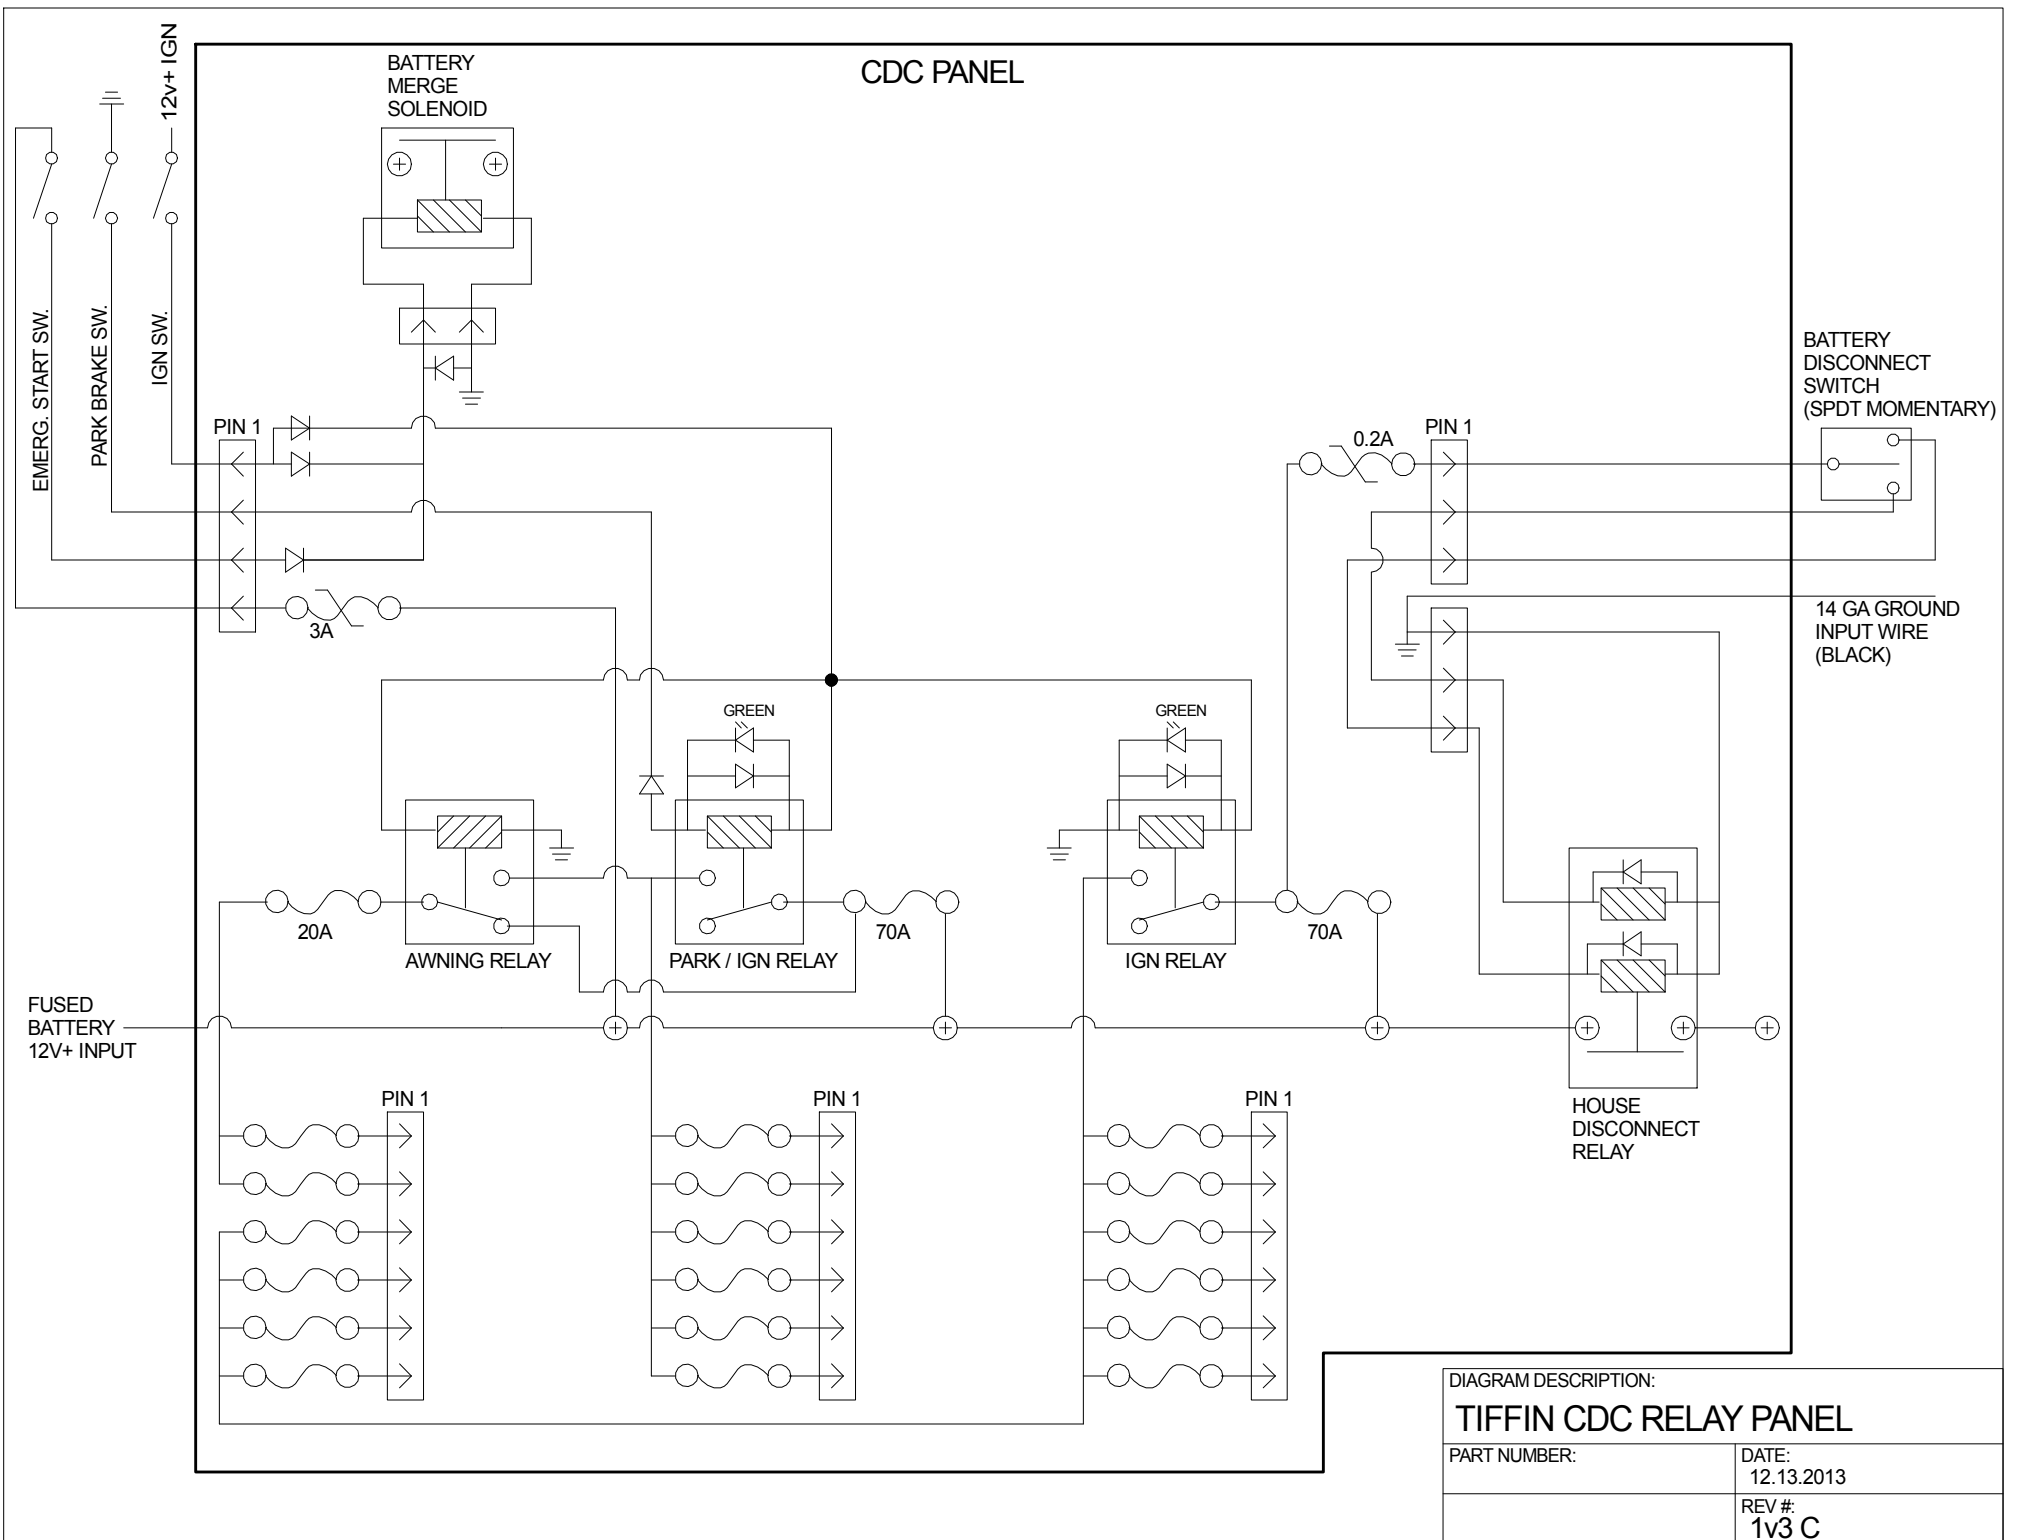 CDC PANEL
12v+ IGN
BATTERY
MERGE
SOLENOID
EMERG. START SW.
PARK BRAKE SW.
IGN SW.
PIN 1
3A
0.2A
PIN 1
BATTERY
DISCONNECT
SWITCH
(SPDT MOMENTARY)
14 GA GROUND
INPUT WIRE
(BLACK)
GREEN
GREEN
20A
AWNING RELAY
PARK / IGN RELAY
70A
IGN RELAY
70A
FUSED
BATTERY
12V+ INPUT
PIN 1
PIN 1
PIN 1
HOUSE
DISCONNECT
RELAY
DIAGRAM DESCRIPTION:
TIFFIN CDC RELAY PANEL
PART NUMBER:
DATE:
12.13.2013
REV #:
1v3 C